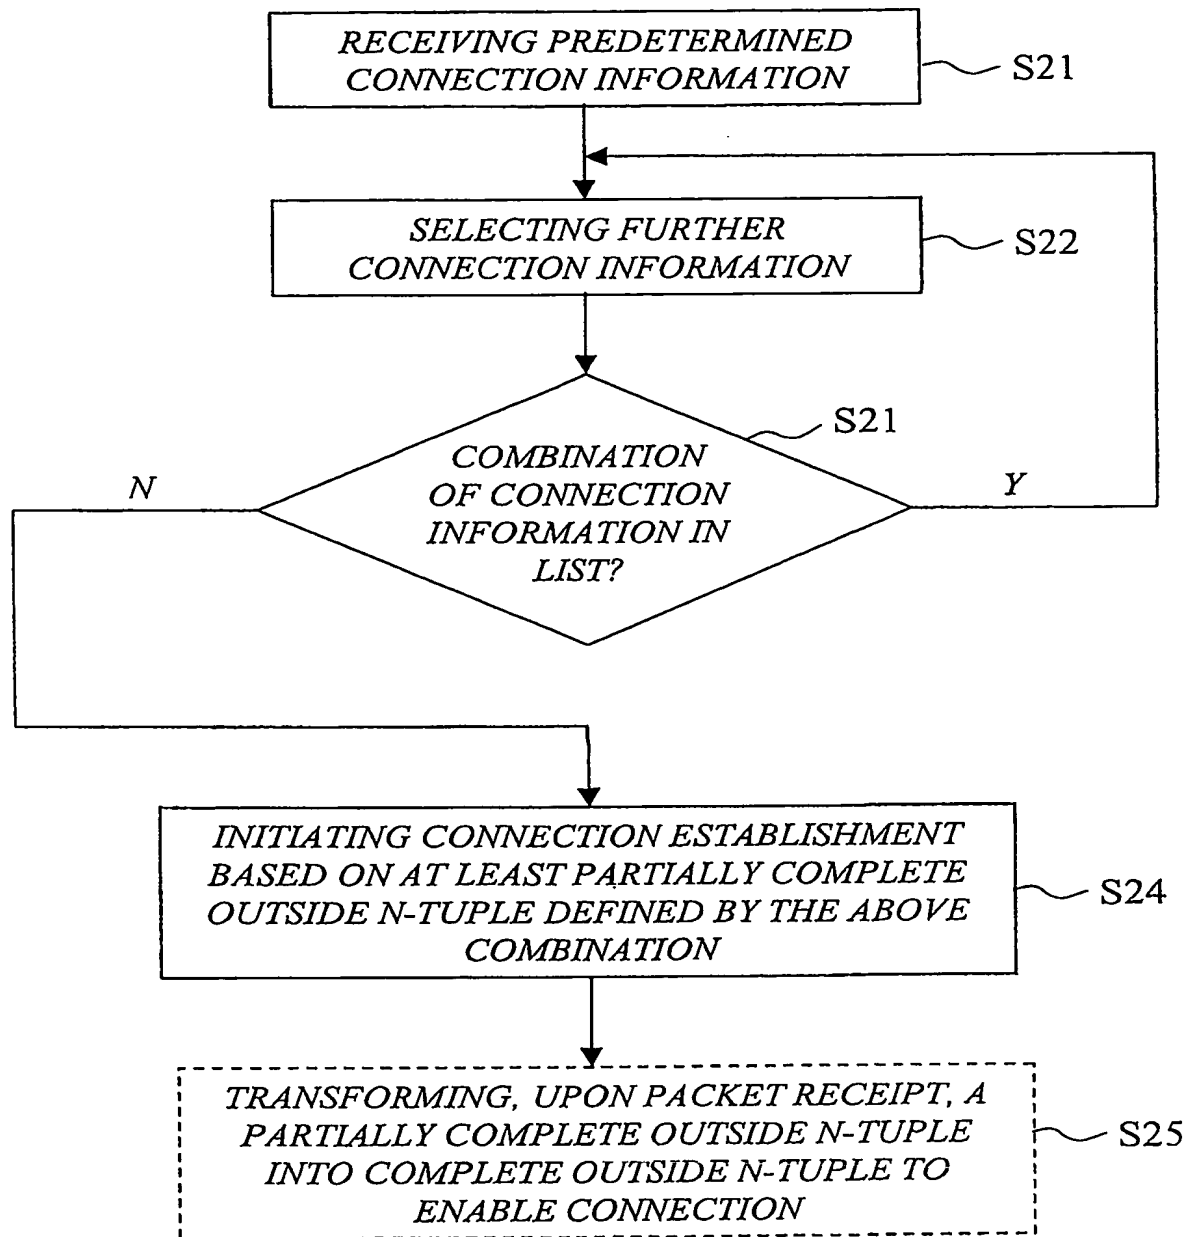 RECEIVING PREDETERMINED
CONNECTION INFORMATION
S21
SELECTING FURTHER
CONNECTION INFORMATION
S22
S21
COMBINATION
OF CONNECTION
INFORMATION IN
LIST?
N
Y
INITIATING CONNECTION ESTABLISHMENT
BASED ON AT LEAST PARTIALLY COMPLETE
OUTSIDE N-TUPLE DEFINED BY THE ABOVE
COMBINATION
S24
TRANSFORMING, UPON PACKET RECEIPT, A
PARTIALLY COMPLETE OUTSIDE N-TUPLE
INTO COMPLETE OUTSIDE N-TUPLE TO
ENABLE CONNECTION
S25